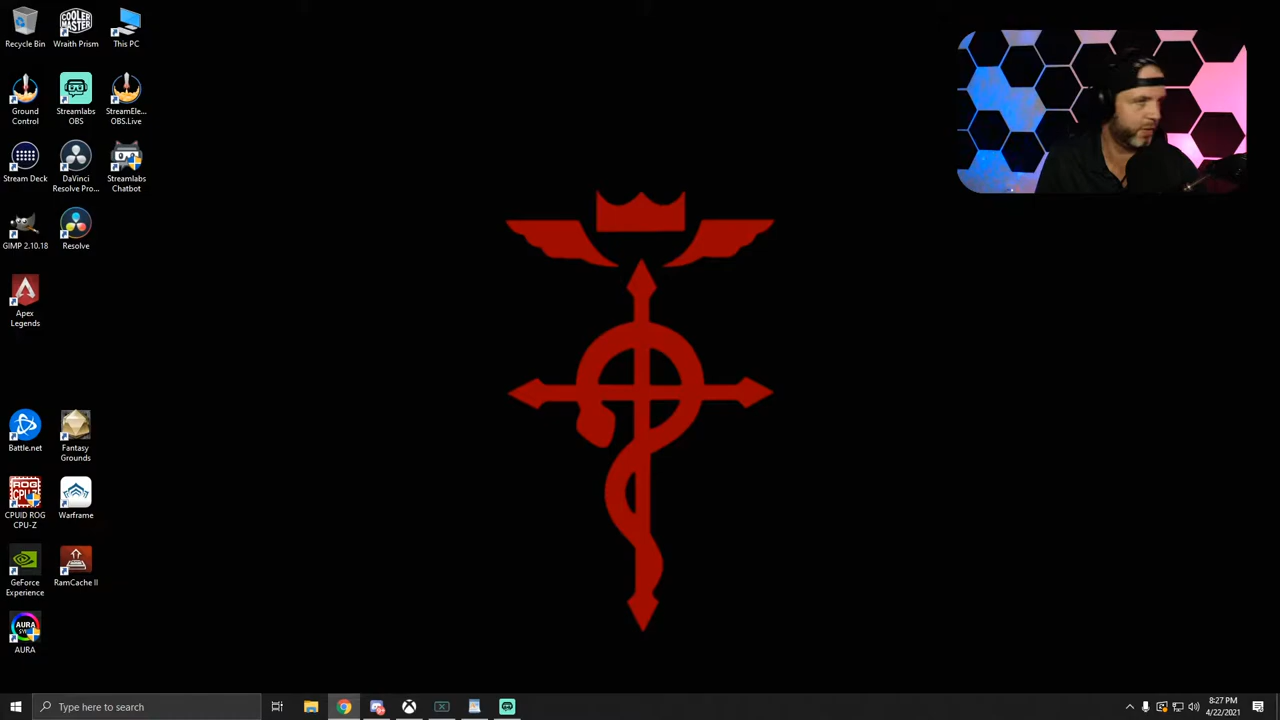 Recycle Bin
COOLER
MASTER
Wraith Prism
This PC
Ground
Control
Streamlabs
OBS
StreamEle...
OBS.Live
Stream Deck
DaVinci
Resolve Pro...
Streamlabs
Chatbot
GIMP 2.10.18
Resolve
Apex
Legends
Battle.net
Fantasy
Grounds
ROG
CPU-Z
CPUID ROG
CPU-Z
Warframe
GeForce
Experience
RamCache II
AURA
AURA
Type here to search
8:27 PM
4/22/2021